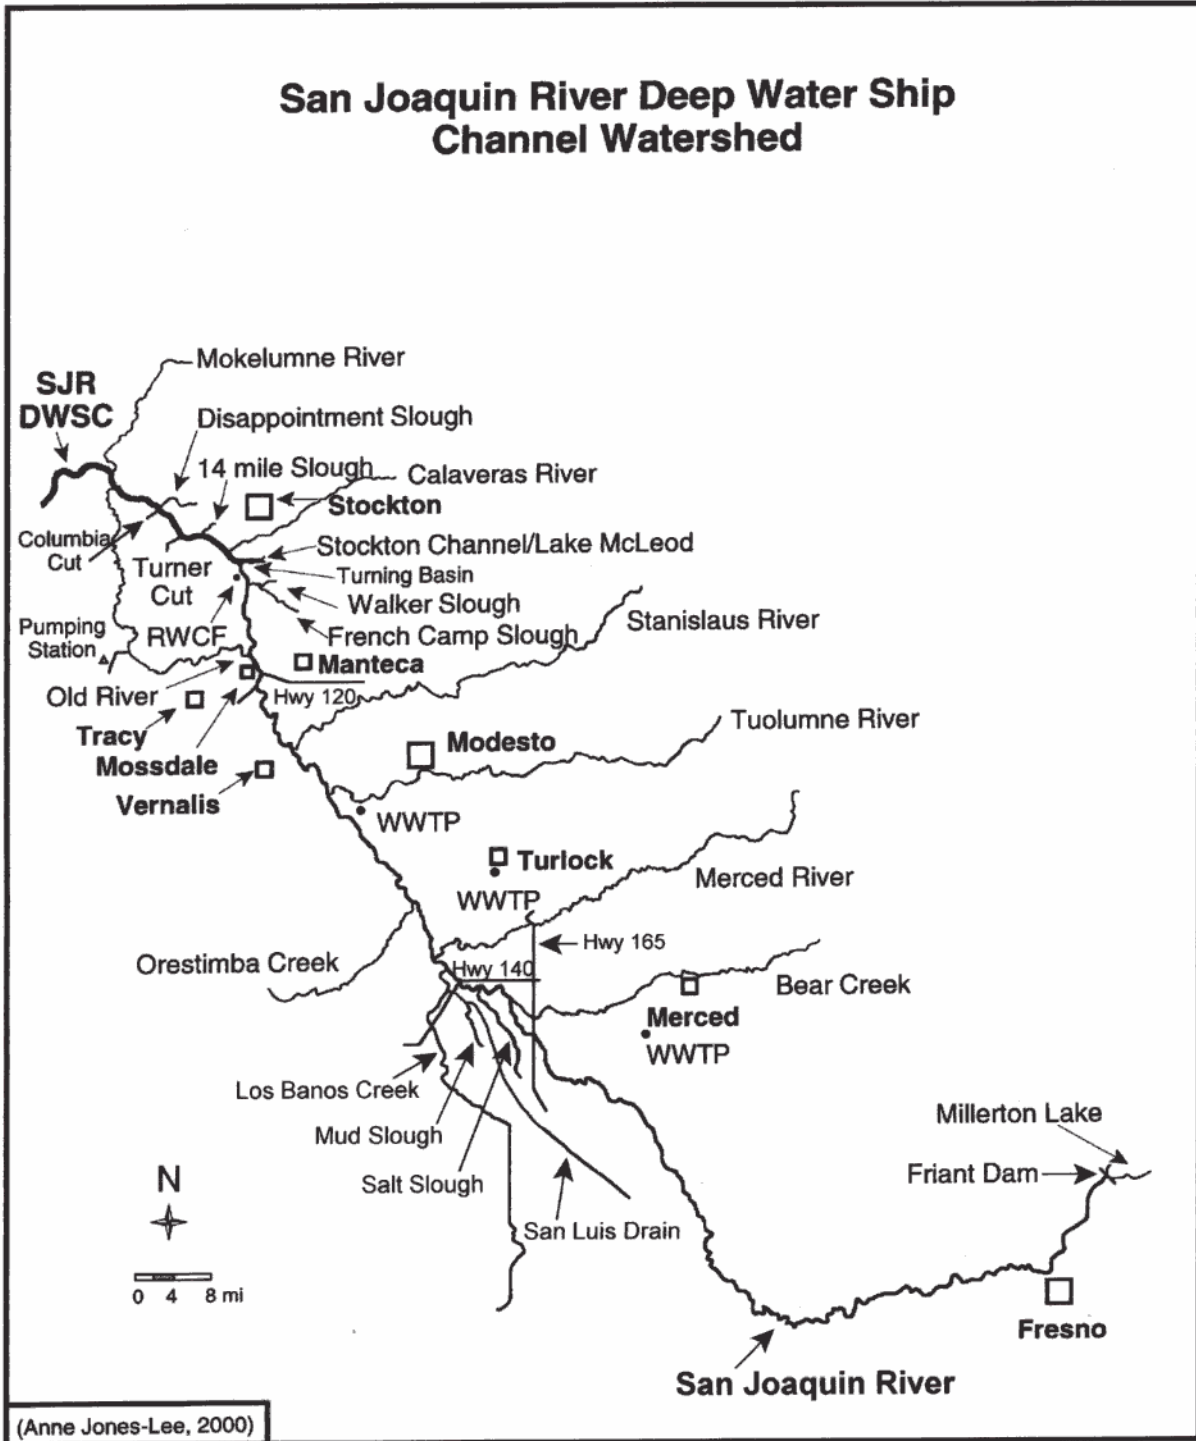 San Joaquin River Deep Water Ship
Channel Watershed
Mokelumne River
SJR
DWSC
Disappointment Slough
14 mile Slough
Calaveras River
Stockton
Columbia
Cut
Stockton Channel/Lake McLeod
Turner
Cut
Turning Basin
Walker Slough
Pumping
Station
RWCF
French Camp Slough
Stanislaus River
Manteca
Old River
Hwy 120
Tracy
Tuolumne River
Modesto
Mossdale
Vernalis
WWTP
Turlock
WWTP
Merced River
Hwy 165
Orestimba Creek
Hwy 140
Bear Creek
Merced
WWTP
Los Banos Creek
Millerton Lake
Mud Slough
Friant Dam
Salt Slough
N
San Luis Drain
0 4 8 mi
Fresno
San Joaquin River
(Anne Jones-Lee, 2000)